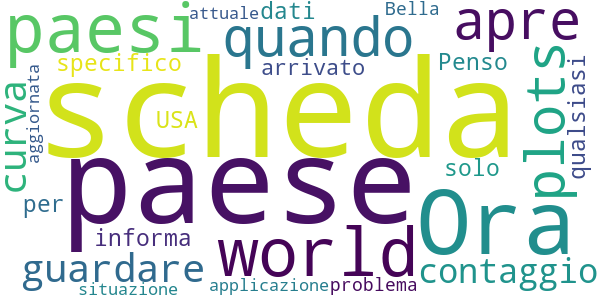 attuale dati Bella
paesi quando apre
specifico arrivato Penso
scheda
USA
curva
aggiornata
plots
qualsiasi
paese Ora
solo
per
informa world
guardare contaggio
situazione applicazione problema